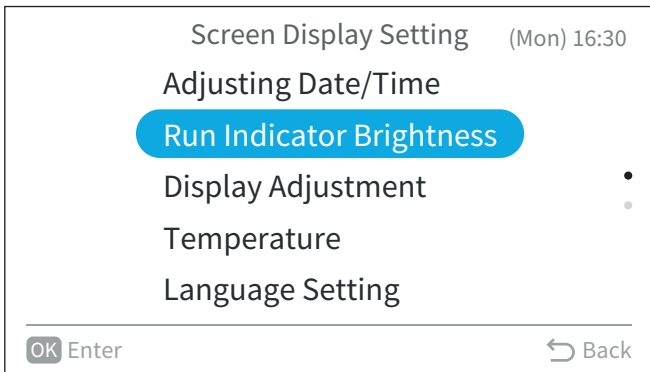 Screen Display Setting (Mon) 16:30
Adjusting Date/Time
Run Indicator Brightness
Display Adjustment
Temperature
Language Setting
OK Enter Back